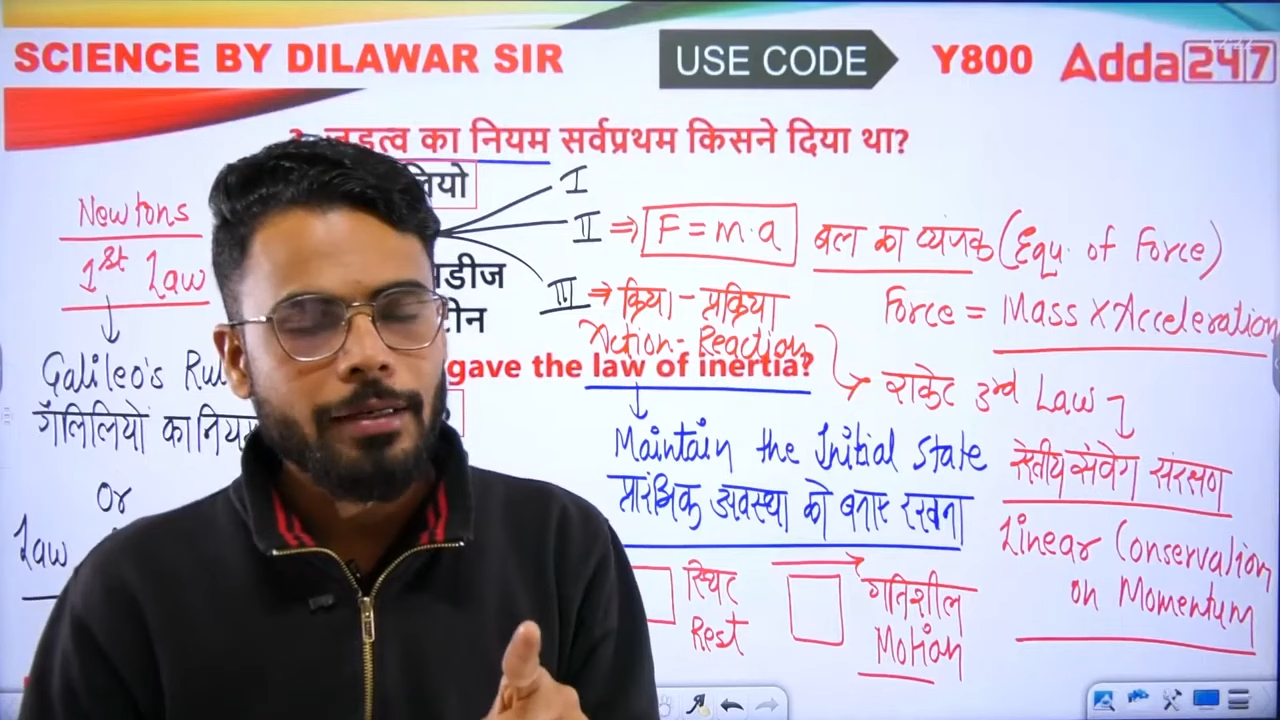 SCIENCE BY DILAWAR SIR
USE CODE
Y800
Adda247
जड़त्व का नियम सर्वप्रथम किसने दिया था?
I
II ⇒ F = m.a बल का व्यंजक (Equ. of Force)
Force = Mass X Acceleration
III ⇒ क्रिया - प्रक्रिया
Action - Reaction
gave the law of inertia?
Newtons
1st Law
Galileo's
गैलिलियों का नियम
or
Law
राकेट 3rd Law
रेखीय संवेग संरक्षण
Linear Conservation
on Momentum
Maintain the Initial State
प्रारंभिक अवस्था को बनाए रखना
स्थिर
Rest
गतिशील
Motion